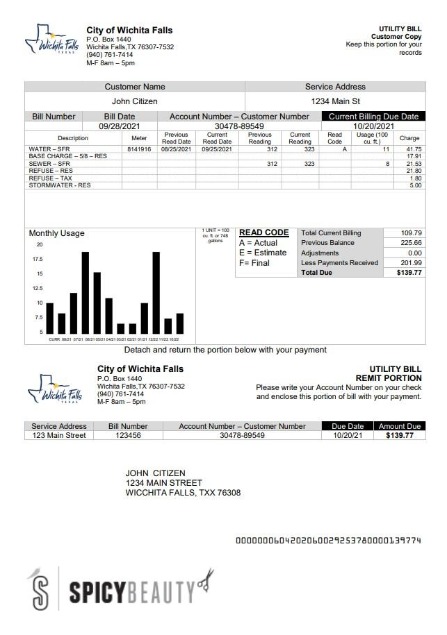 Wichita Falls
TEXAS
City of Wichita Falls
P.O. Box 1440
Wichita Falls,TX 76307-7532
(940) 761-7414
M-F 8am – 5pm
UTILITY BILL
Customer Copy
Keep this portion for your
records
Customer Name Service Address
John Citizen 1234 Main St
Bill Number Bill Date Account Number – Customer Number Current Billing Due Date
09/28/2021 30478-89549 10/20/2021
Description Meter Previous Read Date Current Read Date Previous Reading Current Reading Read Code Usage (100 cu. ft.) Charge
WATER – SFR 8141918 08/25/2021 09/25/2021 312 323 A 11 41.75
BASE CHARGE – 5/8 – RES 17.91
SEWER – SFR 312 323 8 21.53
REFUSE – RES 21.80
REFUSE – TAX 1.80
STORMWATER - RES 5.00
Monthly Usage
20
17.5
15
12.5
10
7.5
5
1 UNIT = 100
cu. ft. or 748
gallons
READ CODE
A = Actual
E = Estimate
F= Final
Total Current Billing 109.79
Previous Balance 225.66
Adjustments 0.00
Less Payments Received 201.99
Total Due $139.77
Detach and return the portion below with your payment
Wichita Falls
TEXAS
City of Wichita Falls
P.O. Box 1440
Wichita Falls,TX 76307-7532
(940) 761-7414
M-F 8am – 5pm
UTILITY BILL
REMIT PORTION
Please write your Account Number on your check
and enclose this portion of bill with your payment.
Service Address Bill Number Account Number – Customer Number Due Date Amount Due
123 Main Street 123456 30478-89549 10/20/21 $139.77
JOHN CITIZEN
1234 MAIN STREET
WICCHITA FALLS, TXX 76308
0000000604202060029253780000139774
SPICYBEAUTY